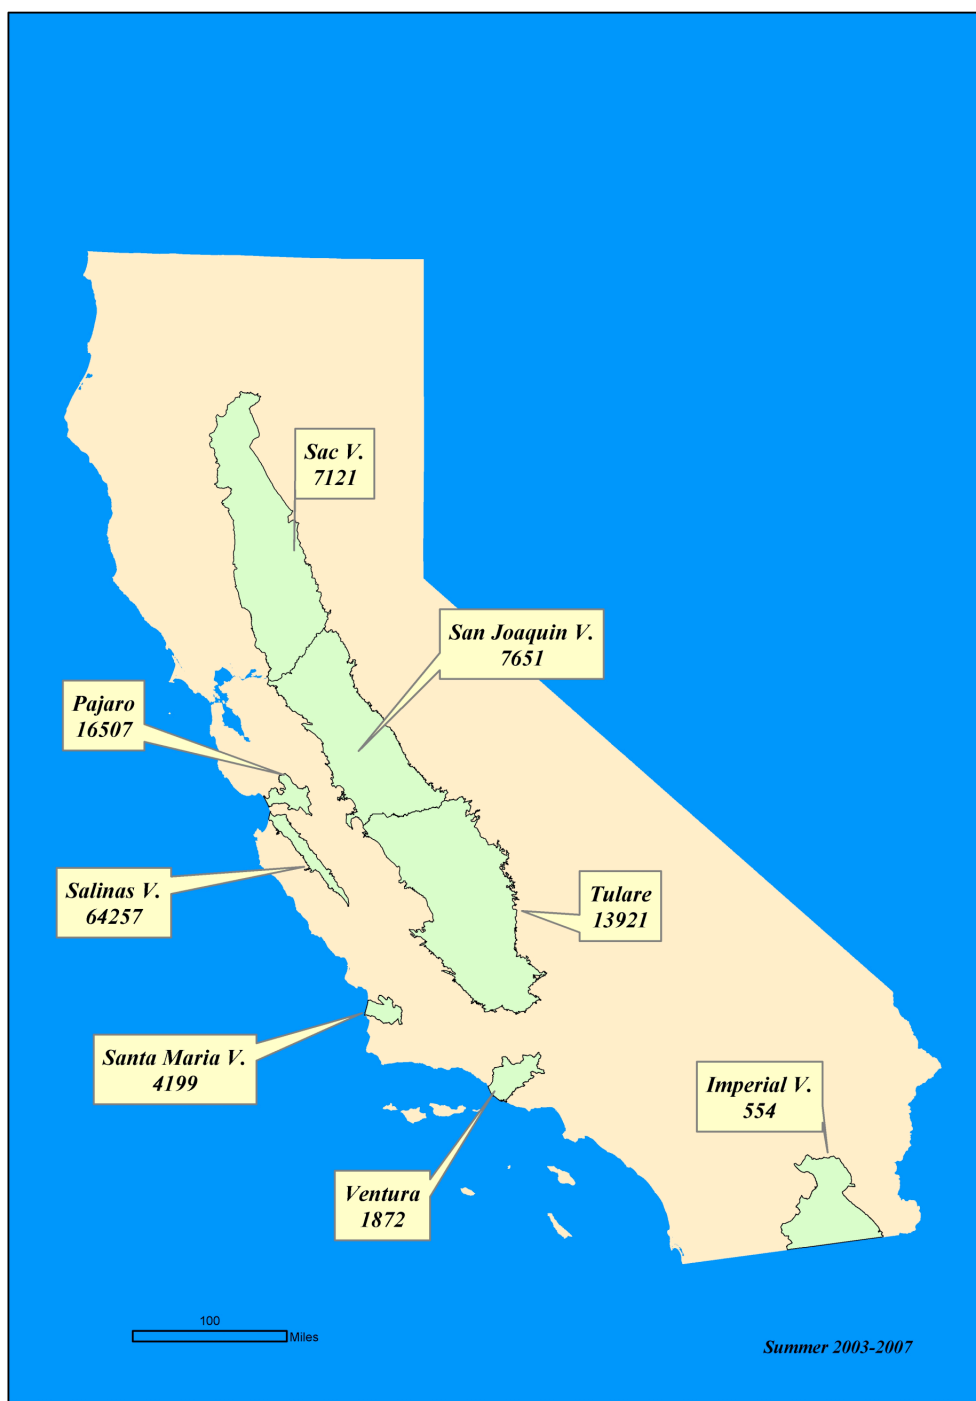 Sac V.
7121
San Joaquin V.
7651
Pajaro
16507
Salinas V.
64257
Tulare
13921
Santa Maria V.
4199
Imperial V.
554
Ventura
1872
100
Miles
Summer 2003-2007